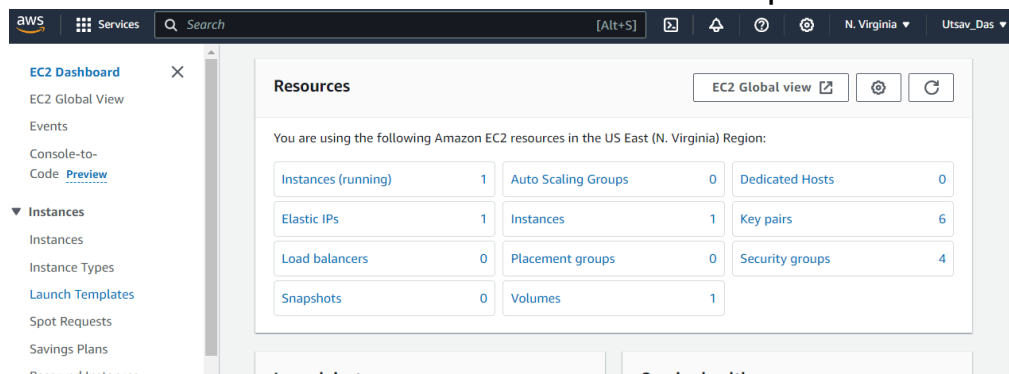 aws Services Search [Alt+S] N. Virginia ▼ Utsav_Das ▼
EC2 Dashboard
EC2 Global View
Events
Console-to-
Code Preview
▼ Instances
Instances
Instance Types
Launch Templates
Spot Requests
Savings Plans
Resources
EC2 Global view
You are using the following Amazon EC2 resources in the US East (N. Virginia) Region:
Instances (running) 1 Auto Scaling Groups 0 Dedicated Hosts 0
Elastic IPs 1 Instances 1 Key pairs 6
Load balancers 0 Placement groups 0 Security groups 4
Snapshots 0 Volumes 1